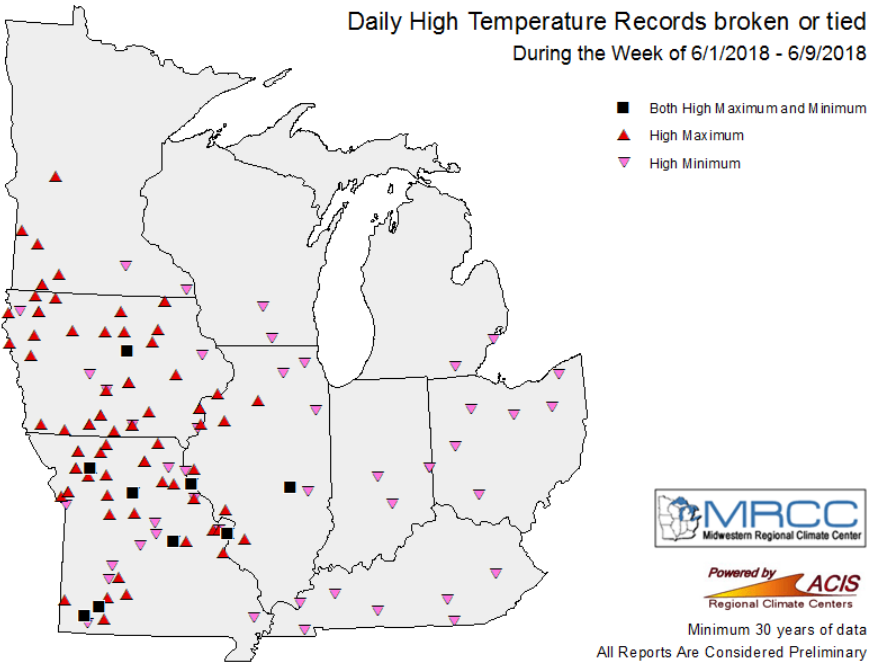 Daily High Temperature Records broken or tied
During the Week of 6/1/2018 - 6/9/2018
Both High Maximum and Minimum
High Maximum
High Minimum
MRCC
Midwestern Regional Climate Center
Powered by ACIS
Regional Climate Centers
Minimum 30 years of data
All Reports Are Considered Preliminary